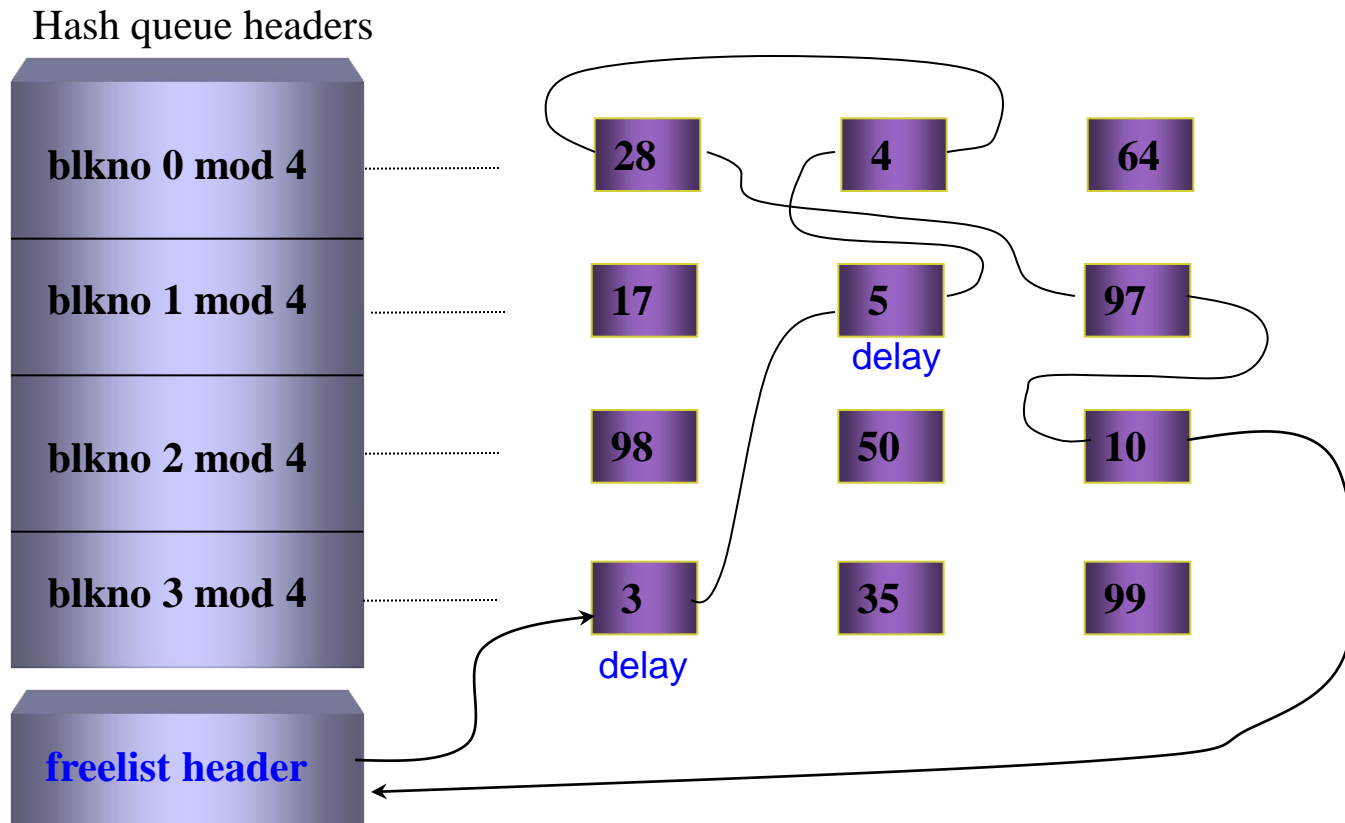 Hash queue headers
blkno 0 mod 4
28
4
64
blkno 1 mod 4
17
5
97
delay
blkno 2 mod 4
98
50
10
blkno 3 mod 4
3
35
99
delay
freelist header